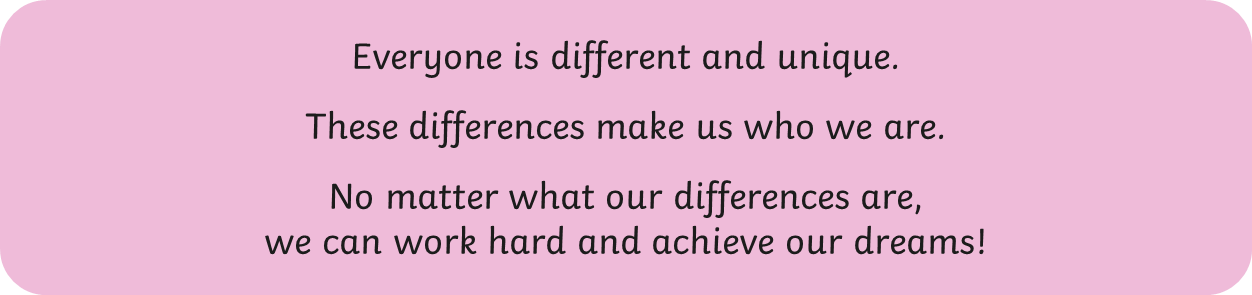 Everyone is different and unique.
These differences make us who we are.
No matter what our differences are,
we can work hard and achieve our dreams!